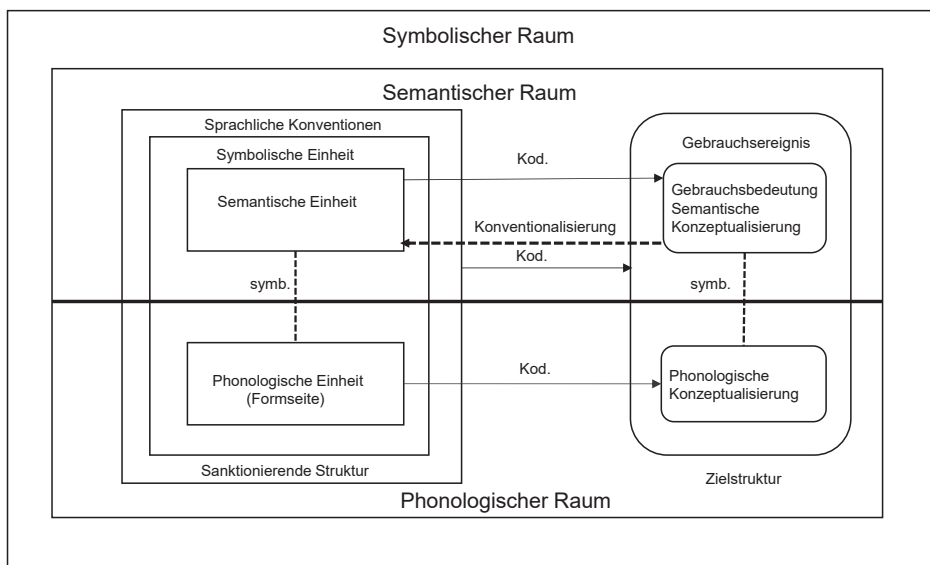 Symbolischer Raum
Semantischer Raum
Sprachliche Konventionen
Symbolische Einheit
Semantische Einheit
Kod.
Gebrauchsereignis
Gebrauchsbedeutung
Semantische
Konzeptualisierung
Konventionalisierung
Kod.
symb.
symb.
Phonologische Einheit
(Formseite)
Kod.
Phonologische
Konzeptualisierung
Sanktionierende Struktur
Zielstruktur
Phonologischer Raum